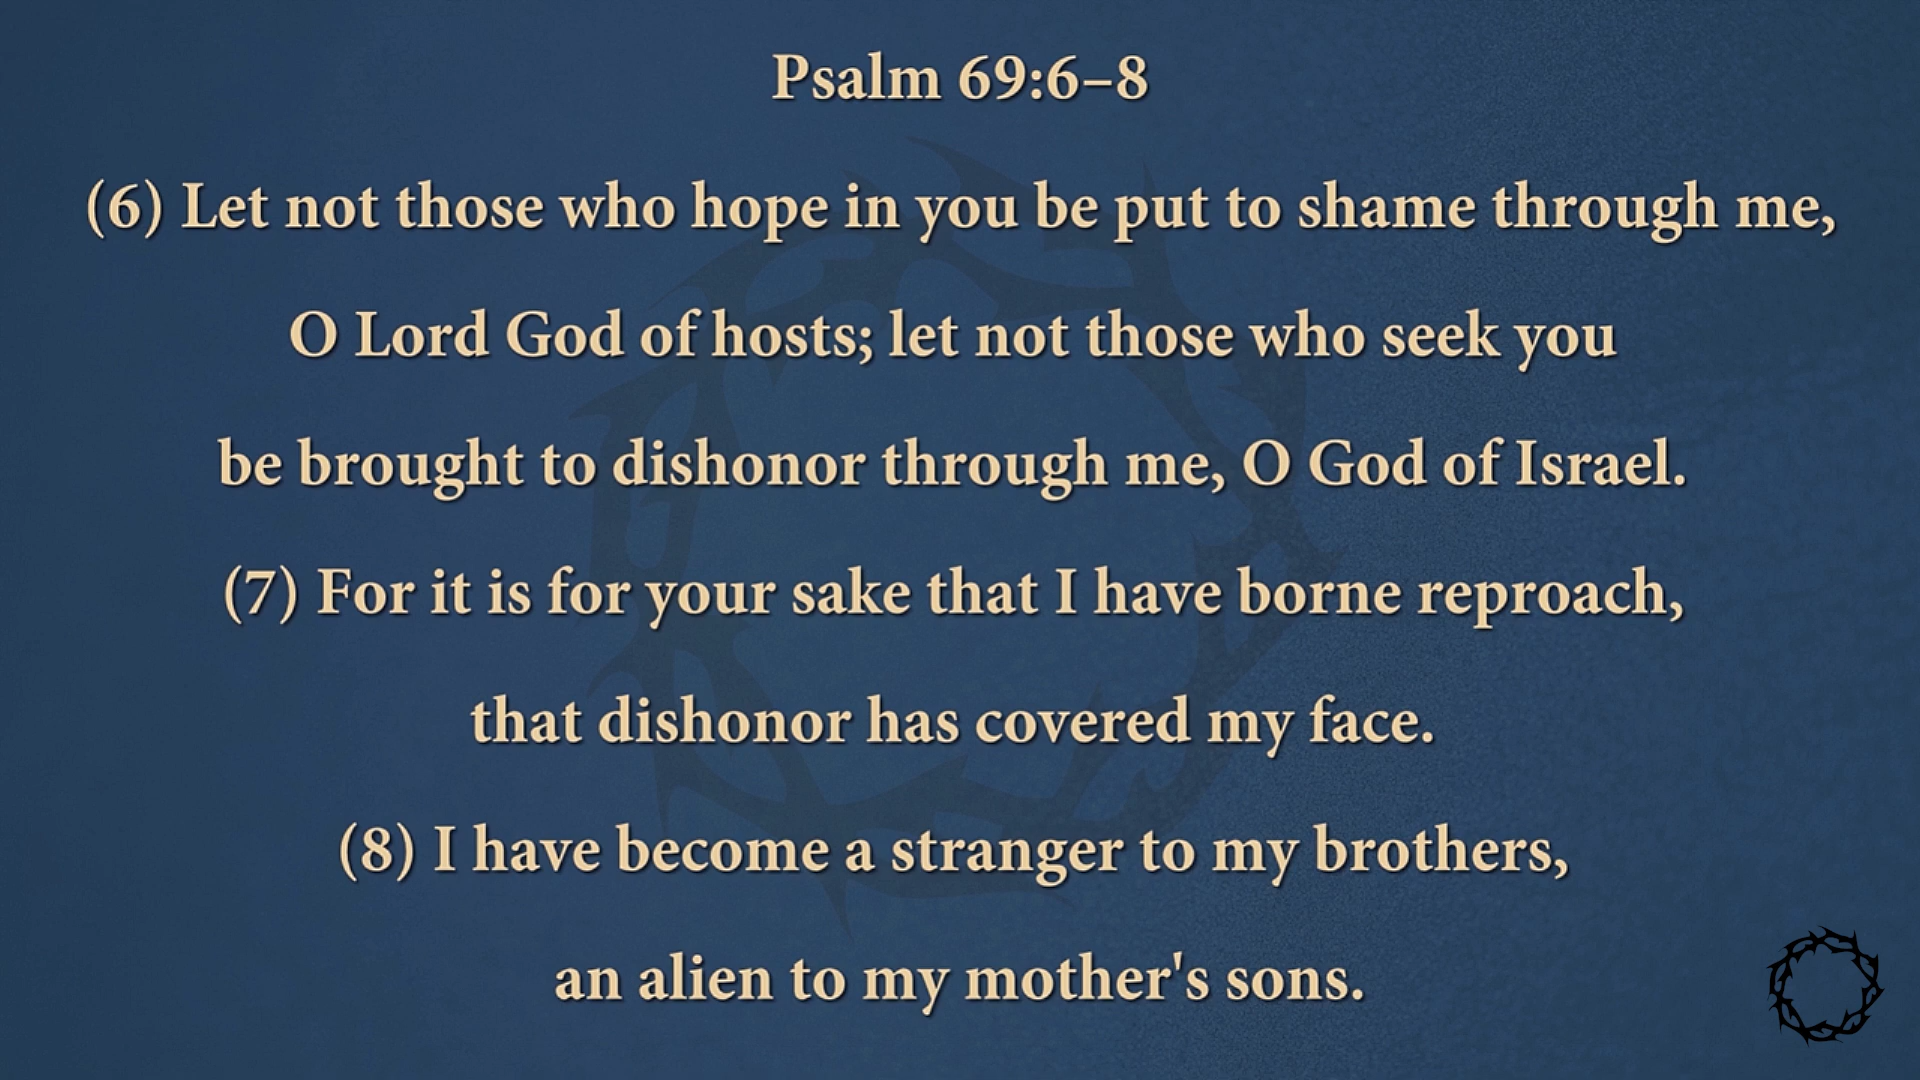 Psalm 69:6–8
(6) Let not those who hope in you be put to shame through me,
O Lord God of hosts; let not those who seek you
be brought to dishonor through me, O God of Israel.
(7) For it is for your sake that I have borne reproach,
that dishonor has covered my face.
(8) I have become a stranger to my brothers,
an alien to my mother's sons.